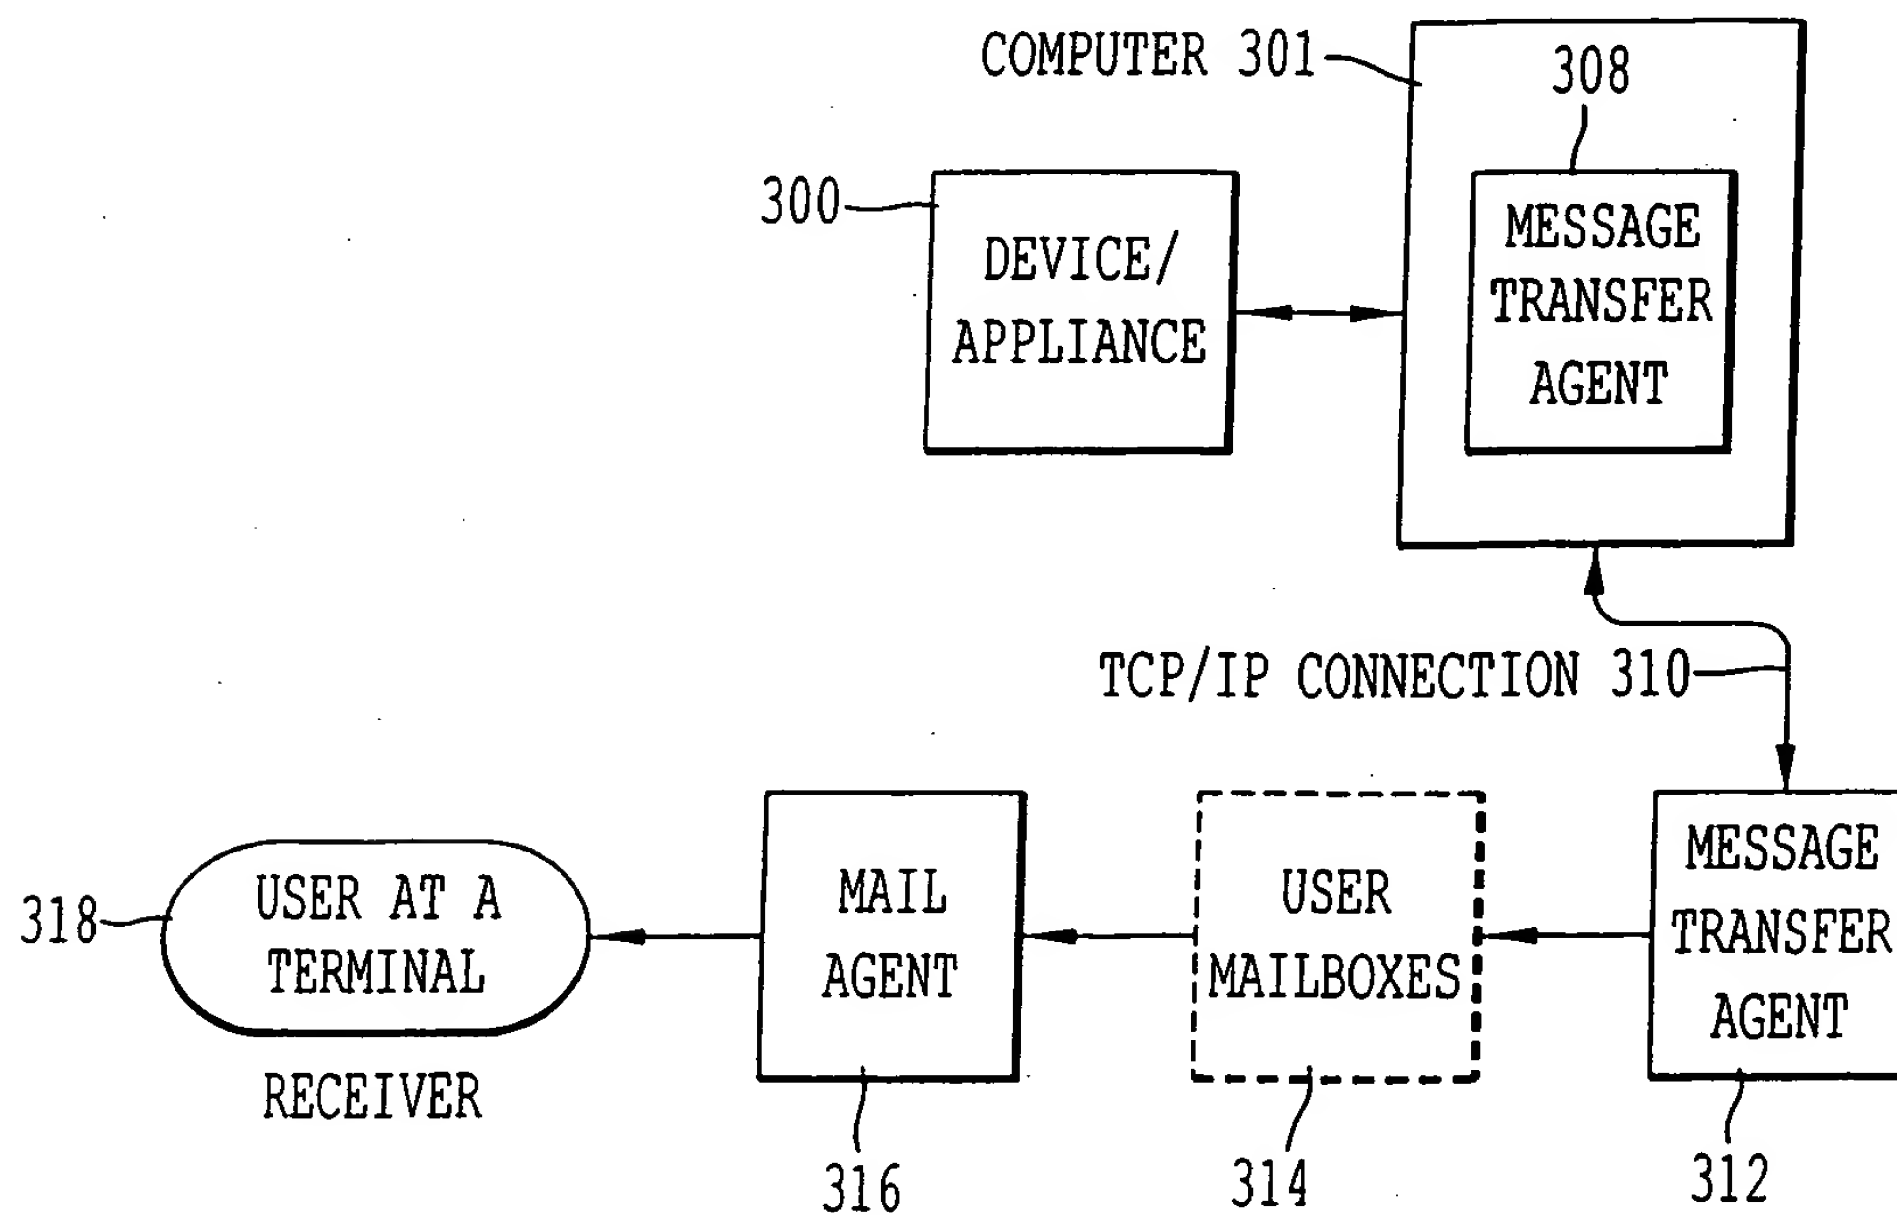 COMPUTER 301
308
300
DEVICE/
APPLIANCE
MESSAGE
TRANSFER
AGENT
TCP/IP CONNECTION 310
318
USER AT A
TERMINAL
RECEIVER
MAIL
AGENT
316
USER
MAILBOXES
314
MESSAGE
TRANSFER
AGENT
312